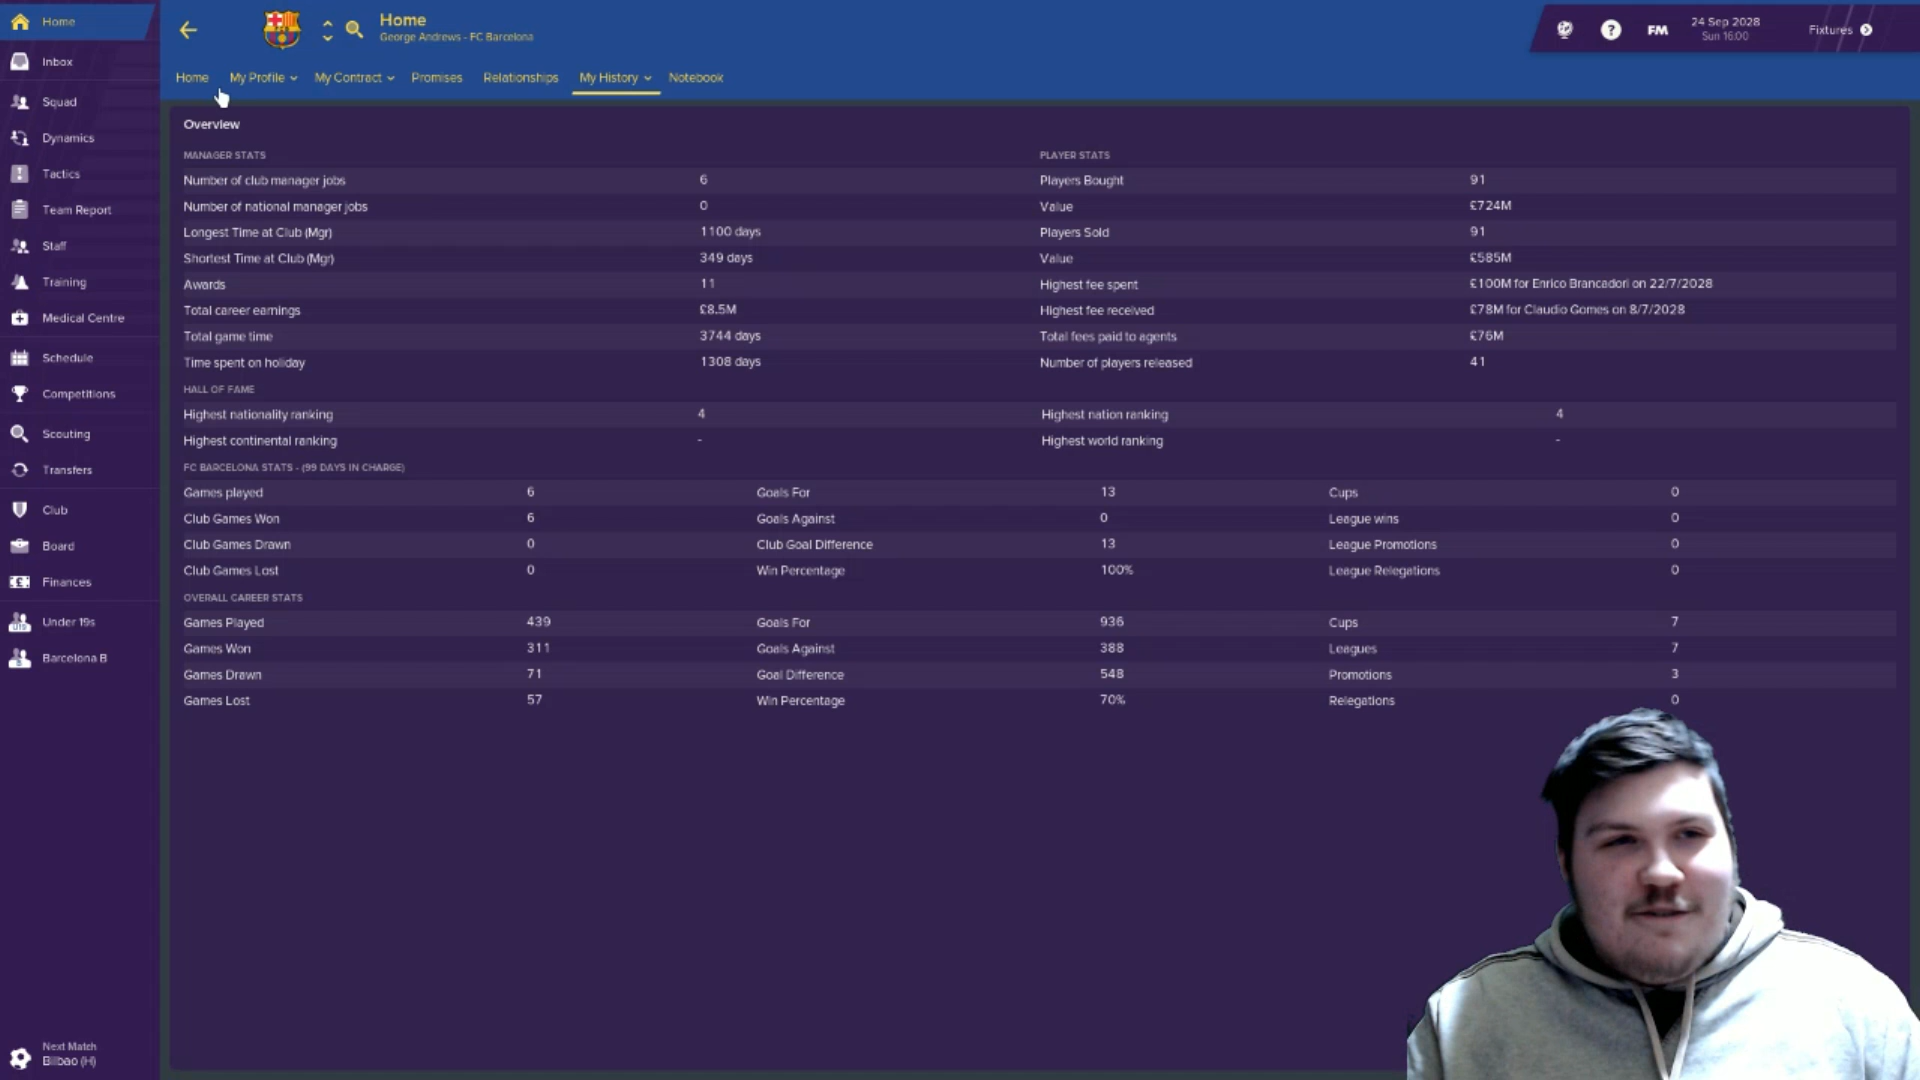 Home
Inbox
Squad
Dynamics
Tactics
Team Report
Staff
Training
Medical Centre
Schedule
Competitions
Scouting
Transfers
Club
Board
Finances
Under 19s
Barcelona B
Next Match
Bilbao (H)
Home
George Andrews - FC Barcelona
FM
24 Sep 2028
Sun 16:00
Fixtures
Home My Profile My Contract Promises Relationships My History Notebook
Overview
MANAGER STATS PLAYER STATS
Number of club manager jobs 6 Players Bought 91
Number of national manager jobs 0 Value £724M
Longest Time at Club (Mgr) 1100 days Players Sold 91
Shortest Time at Club (Mgr) 349 days Value £585M
Awards 11 Highest fee spent £100M for Enrico Brancadori on 22/7/2028
Total career earnings £8.5M Highest fee received £78M for Claudio Gomes on 8/7/2028
Total game time 3744 days Total fees paid to agents £76M
Time spent on holiday 1308 days Number of players released 41
HALL OF FAME
Highest nationality ranking 4 Highest nation ranking 4
Highest continental ranking - Highest world ranking -
FC BARCELONA STATS - (99 DAYS IN CHARGE)
Games played 6 Goals For 13 Cups 0
Club Games Won 6 Goals Against 0 League wins 0
Club Games Drawn 0 Club Goal Difference 13 League Promotions 0
Club Games Lost 0 Win Percentage 100% League Relegations 0
OVERALL CAREER STATS
Games Played 439 Goals For 936 Cups 7
Games Won 311 Goals Against 388 Leagues 7
Games Drawn 71 Goal Difference 548 Promotions 3
Games Lost 57 Win Percentage 70% Relegations 0